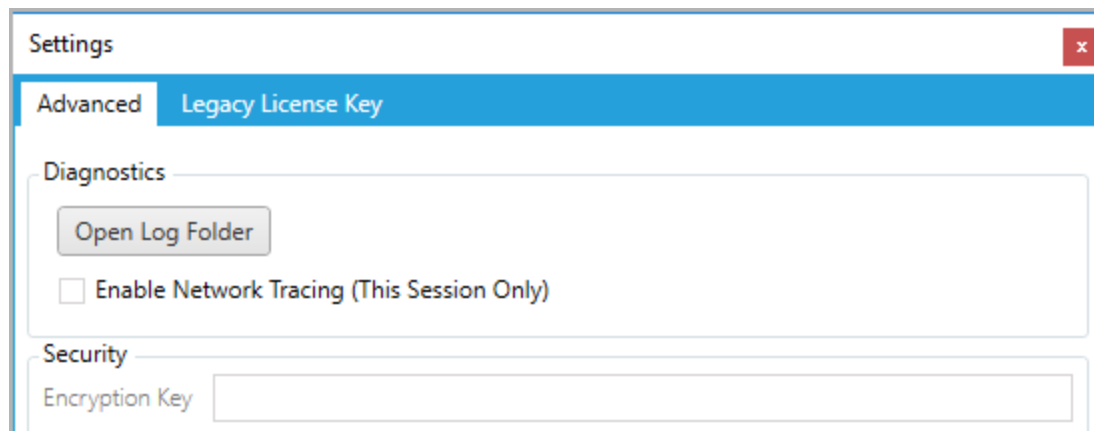 Settings
x
Advanced Legacy License Key
Diagnostics
Open Log Folder
Enable Network Tracing (This Session Only)
Security
Encryption Key